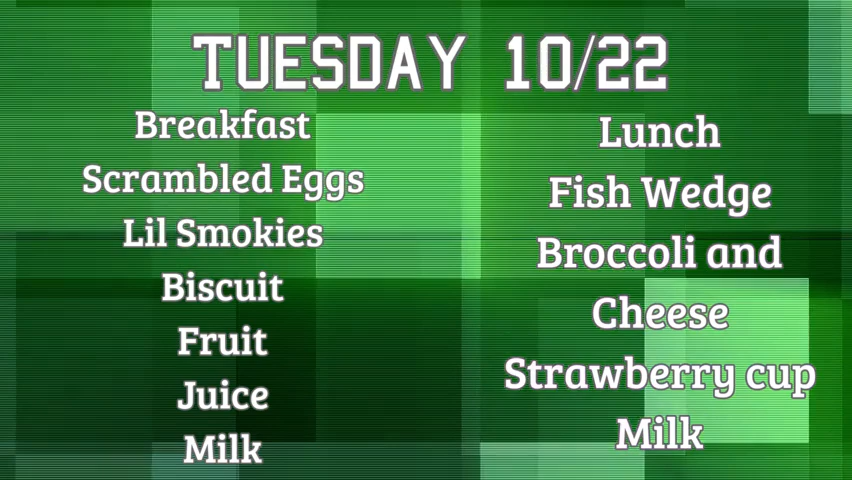 TUESDAY 10/22
Breakfast
Scrambled Eggs
Lil Smokies
Biscuit
Fruit
Juice
Milk
Lunch
Fish Wedge
Broccoli and
Cheese
Strawberry cup
Milk